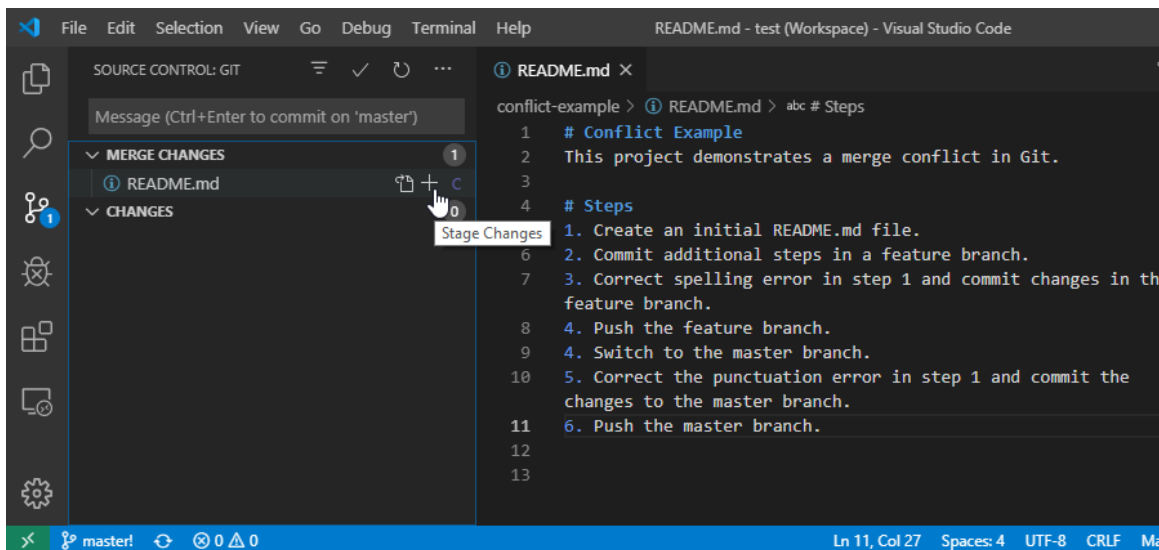 File Edit Selection View Go Debug Terminal Help README.md - test (Workspace) - Visual Studio Code
SOURCE CONTROL: GIT
README.md
Message (Ctrl+Enter to commit on 'master')
MERGE CHANGES 1
README.md C
CHANGES 0
Stage Changes
1
conflict-example > README.md > abc # Steps
1 # Conflict Example
2 This project demonstrates a merge conflict in Git.
3
4 # Steps
1. Create an initial README.md file.
6 2. Commit additional steps in a feature branch.
7 3. Correct spelling error in step 1 and commit changes in th
feature branch.
8 4. Push the feature branch.
9 4. Switch to the master branch.
10 5. Correct the punctuation error in step 1 and commit the
changes to the master branch.
11 6. Push the master branch.
12
13
master! 0 0 Ln 11, Col 27 Spaces: 4 UTF-8 CRLF Ma